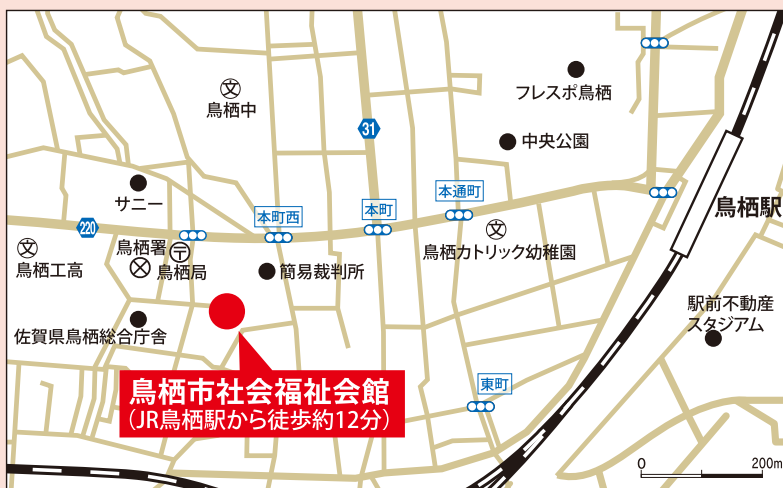 文
鳥栖中
フレスポ鳥栖
31
中央公園
サニー
本町西
本町
本通町
鳥栖駅
220
文
鳥栖工高
鳥栖署
〒
鳥栖局
簡易裁判所
文
鳥栖カトリック幼稚園
佐賀県鳥栖総合庁舎
駅前不動産
スタジアム
鳥栖市社会福祉会館
(JR鳥栖駅から徒歩約12分)
東町
0 200m